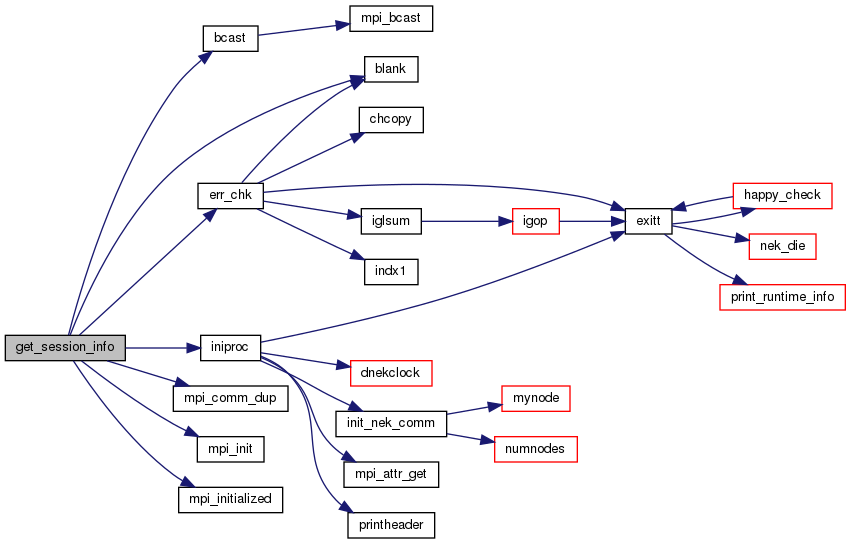 mpi_bcast
bcast
blank
chcopy
err_chk
happy_check
iglsum
igop
exitt
nek_die
indx1
print_runtime_info
get_session_info
iniproc
dnekclock
mpi_comm_dup
mynode
init_nek_comm
mpi_init
numnodes
mpi_attr_get
mpi_initialized
printheader